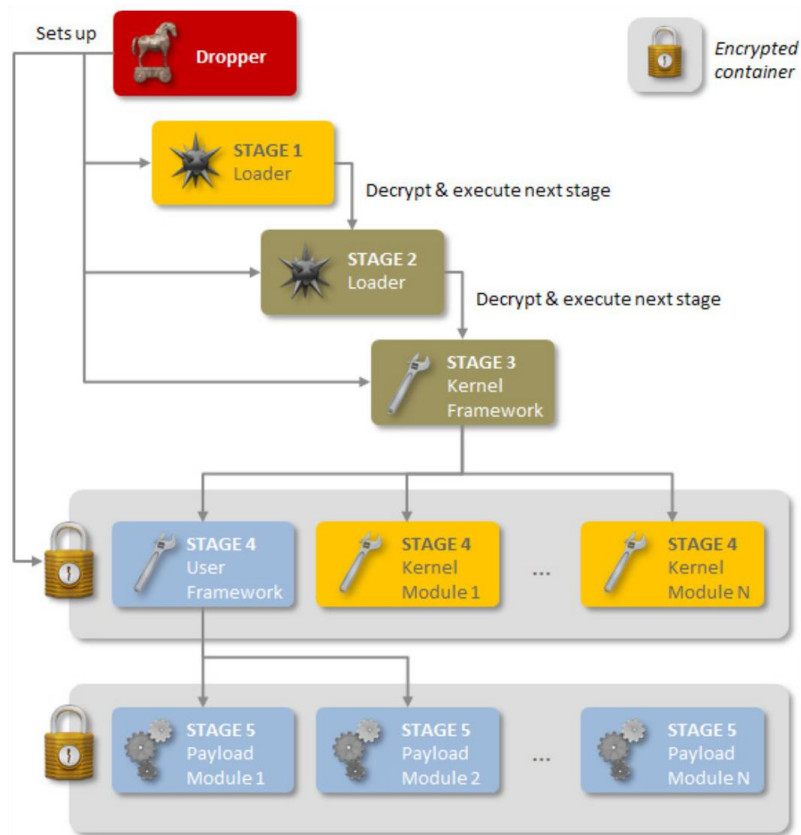 Sets up
Dropper
Encrypted
container
STAGE 1
Loader
Decrypt & execute next stage
STAGE 2
Loader
Decrypt & execute next stage
STAGE 3
Kernel
Framework
STAGE 4
User
Framework
STAGE 4
Kernel
Module 1
...
STAGE 4
Kernel
Module N
STAGE 5
Payload
Module 1
STAGE 5
Payload
Module 2
...
STAGE 5
Payload
Module N